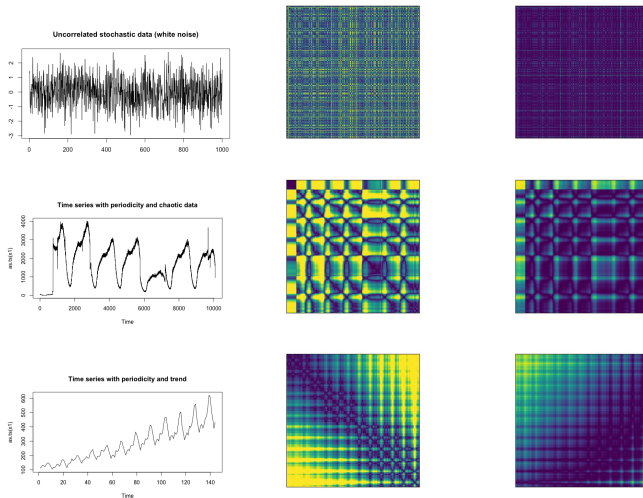 Uncorrelated stochastic data (white noise)
2
1
0
-1
-2
-3
0 200 400 600 800 1000
Time series with periodicity and chaotic data
as.ts(x1)
4000
3000
2000
1000
0
0 2000 4000 6000 8000 10000
Time
Time series with periodicity and trend
as.ts(x1)
600
500
400
300
200
100
0 20 40 60 80 100 120 140
Time